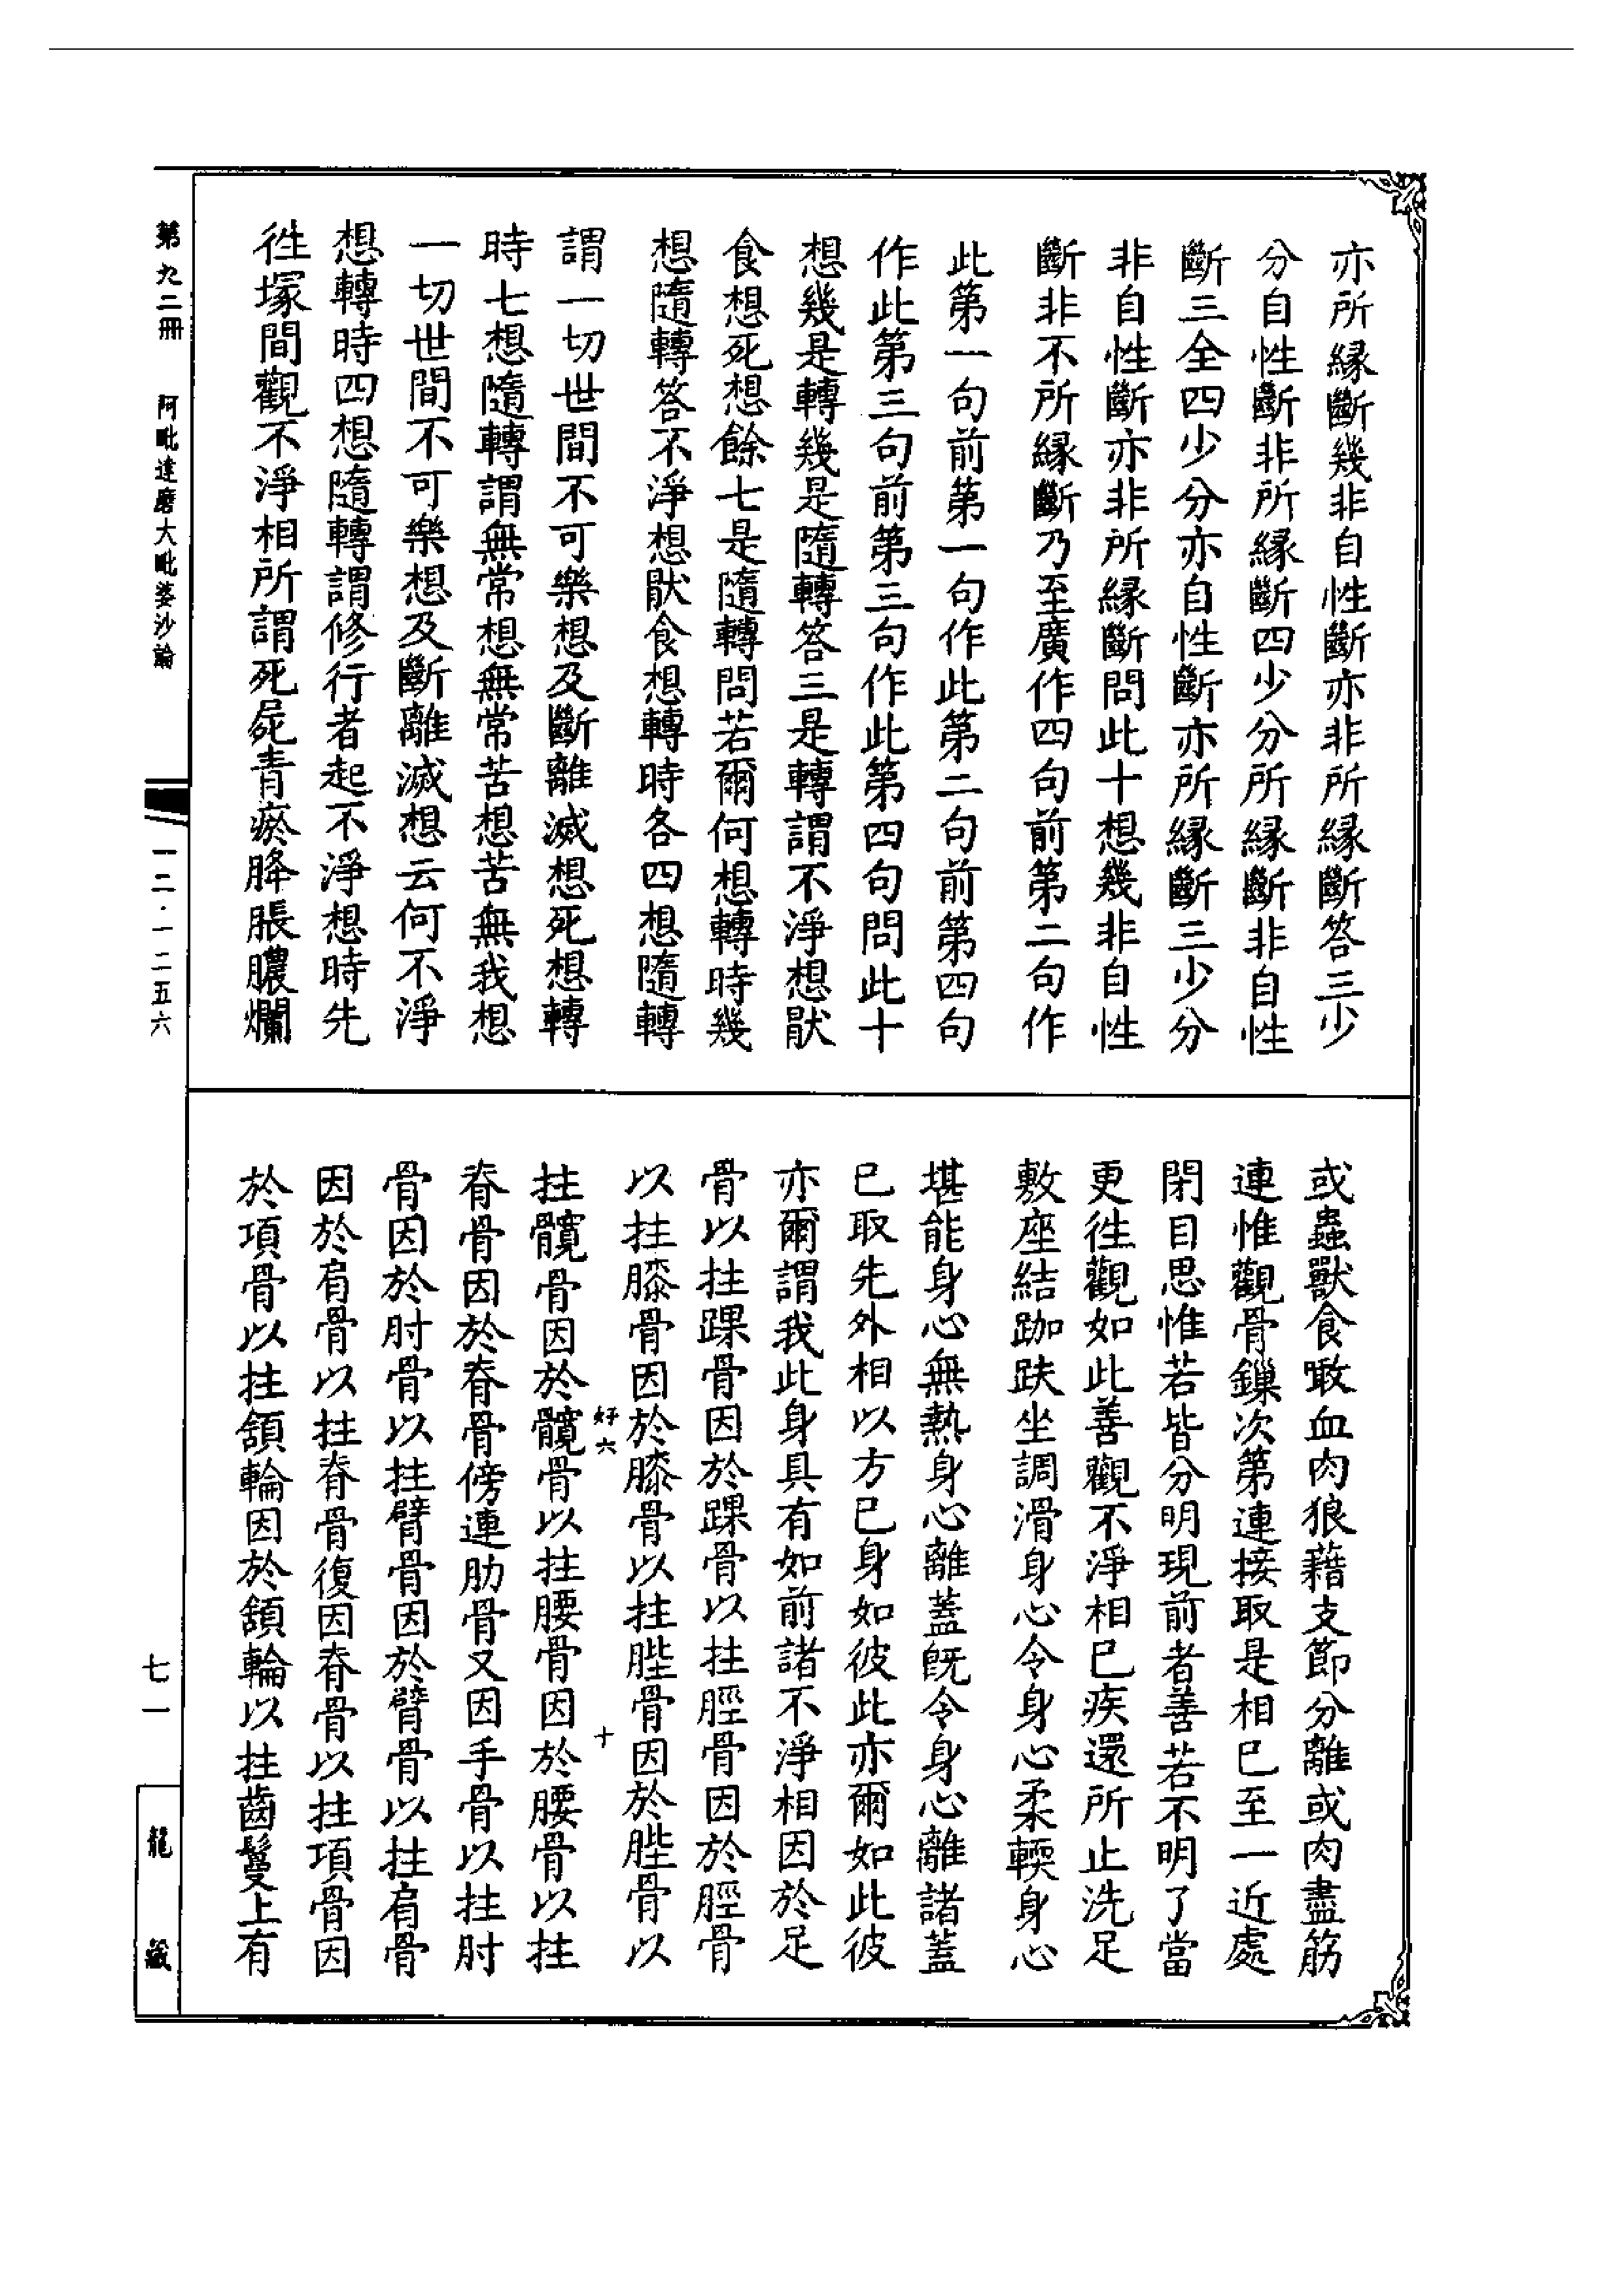 亦所縁斷幾非自性斷亦非所縁斷答三少
分自性斷非所縁斷四少分所縁斷非自性
斷三全四少分亦自性斷亦所縁斷三少分
非自性斷亦非所縁斷問此十想幾非自性
斷非不所縁斷乃至廣作四句前第二句作
此第一句前第一句作此第二句前第四句
作此第三句前第三句作此第四句問此十
想幾是轉幾是隨轉答三是轉謂不淨想猒
食想死想餘七是隨轉問若爾何想轉時幾
想隨轉答不淨想猒食想轉時各四想隨轉
謂一切世間不可樂想及斷離滅想死想轉
時七想隨轉謂無常想無常苦想苦無我想
一切世間不可樂想及斷離滅想云何不淨
想轉時四想隨轉謂修行者起不淨想時先
徃塚間觀不淨相所謂死屍青瘀膖脹膿爛
或蟲獸食噉血肉狼藉支節分離或肉盡筋
連惟觀骨鏁次第連接取是相已至一近處
閉目思惟若皆分明現前者善若不明了當
更徃觀如此善觀不淨相已疾還所止洗足
敷座結跏趺坐調滑身心令身心柔輭身心
堪能身心無熱身心離蓋旣令身心離諸蓋
已取先外相以方已身如彼此亦爾如此彼
亦爾謂我此身具有如前諸不淨相因於足
骨以拄踝骨因於踝骨以拄脛骨因於脛骨
以拄膝骨因於膝骨以拄䏶骨因於䏶骨以
好六
十
拄髖骨因於髖骨以拄腰骨因於腰骨以拄
脊骨因於脊骨傍連肋骨又因手骨以拄肘
骨因於肘骨以拄臂骨因於臂骨以拄肩骨
因於肩骨以拄脊骨復因脊骨以拄項骨因
於項骨以拄頷輪因於頷輪以拄齒鬘上有
第九二冊 阿毗達磨大毗婆沙論
一二·一二五六
七一
龍藏